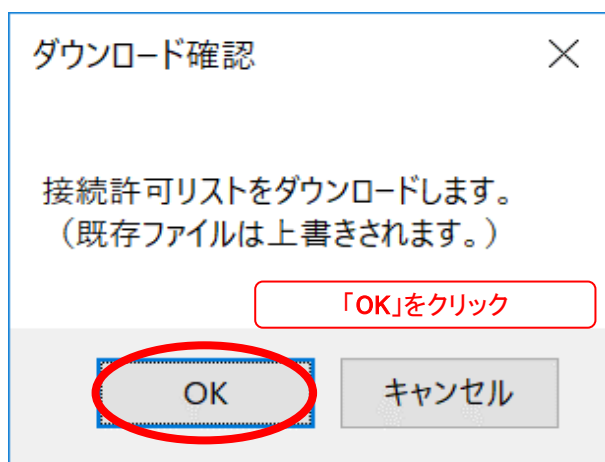 ダウンロード確認
接続許可リストをダウンロードします。
（既存ファイルは上書きされます。）
「OK」をクリック
OK
キャンセル